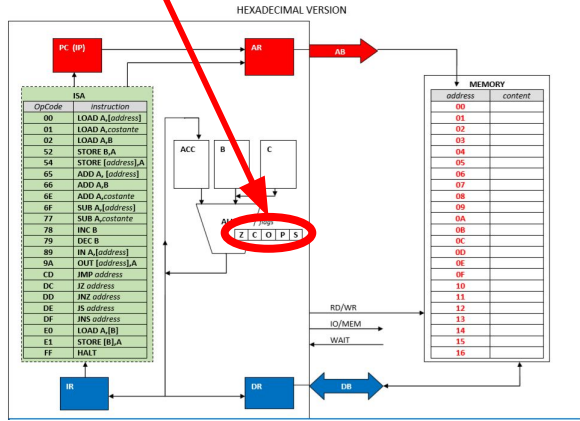 HEXADECIMAL VERSION
PC (IP)
AR
AB
ISA
OpCode Instruction
00 LOAD A,[address]
01 LOAD A,costante
02 LOAD A,B
52 STORE B,A
54 STORE [address],A
65 ADD A, [address]
66 ADD A,B
6E ADD A,costante
6F SUB A,[address]
77 SUB A,costante
78 INC B
79 DEC B
89 IN A,[address]
9A OUT [address],A
CD JMP address
DC JZ address
DD JNZ address
DE JS address
DF JNS address
E0 LOAD A,[B]
E1 STORE [B],A
FF HALT
ACC B C
flags
Z C O P S
MEMORY
address content
00
01
02
03
04
05
06
07
08
09
0A
0B
0C
0D
0E
0F
10
11
12
13
14
15
16
RD/WR
IO/MEM
WAIT
IR
DR
DB